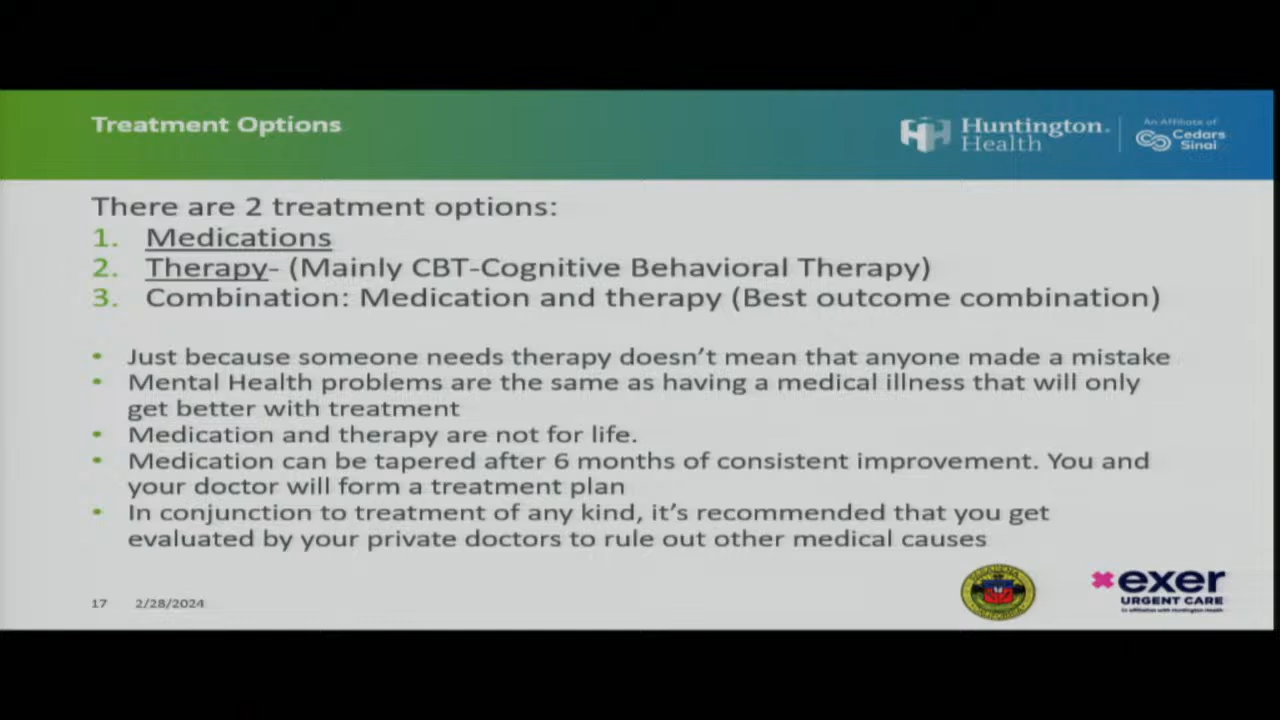 Treatment Options
Huntington
Health
An Affiliate of
Cedars
Sinai
There are 2 treatment options:
1. Medications
2. Therapy- (Mainly CBT-Cognitive Behavioral Therapy)
3. Combination: Medication and therapy (Best outcome combination)
• Just because someone needs therapy doesn’t mean that anyone made a mistake
• Mental Health problems are the same as having a medical illness that will only
get better with treatment
• Medication and therapy are not for life.
• Medication can be tapered after 6 months of consistent improvement. You and
your doctor will form a treatment plan
• In conjunction to treatment of any kind, it’s recommended that you get
evaluated by your private doctors to rule out other medical causes
17 2/28/2024
exer
URGENT CARE
in affiliation with Huntington Health